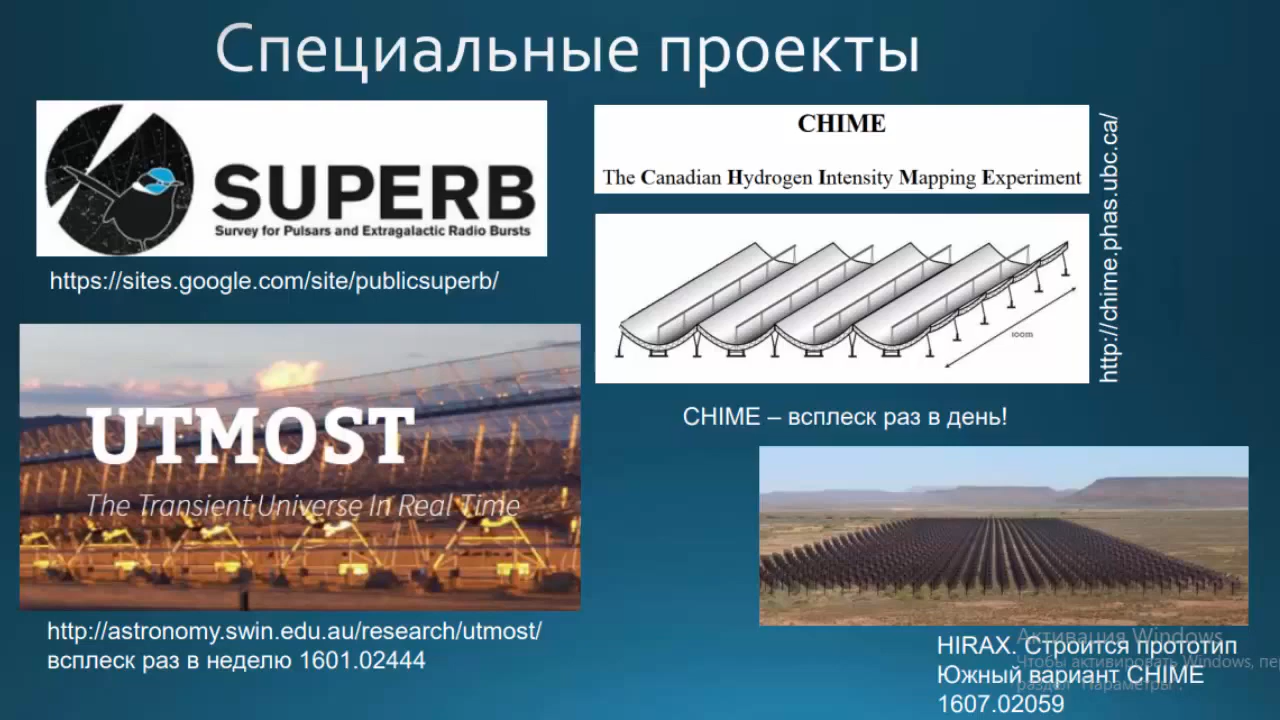 Специальные проекты
SUPERB
Survey for Pulsars and Extragalactic Radio Bursts
https://sites.google.com/site/publicsuperb/
UTMOST
The Transient Universe In Real Time
http://astronomy.swin.edu.au/research/utmost/
всплеск раз в неделю 1601.02444
CHIME
The Canadian Hydrogen Intensity Mapping Experiment
http://chime.phas.ubc.ca/
100m
CHIME – всплеск раз в день!
HIRAX. Строится прототип
Южный вариант CHIME
1607.02059
Активация Windows
Чтобы активировать Windows, пе
раздел "Параметры".